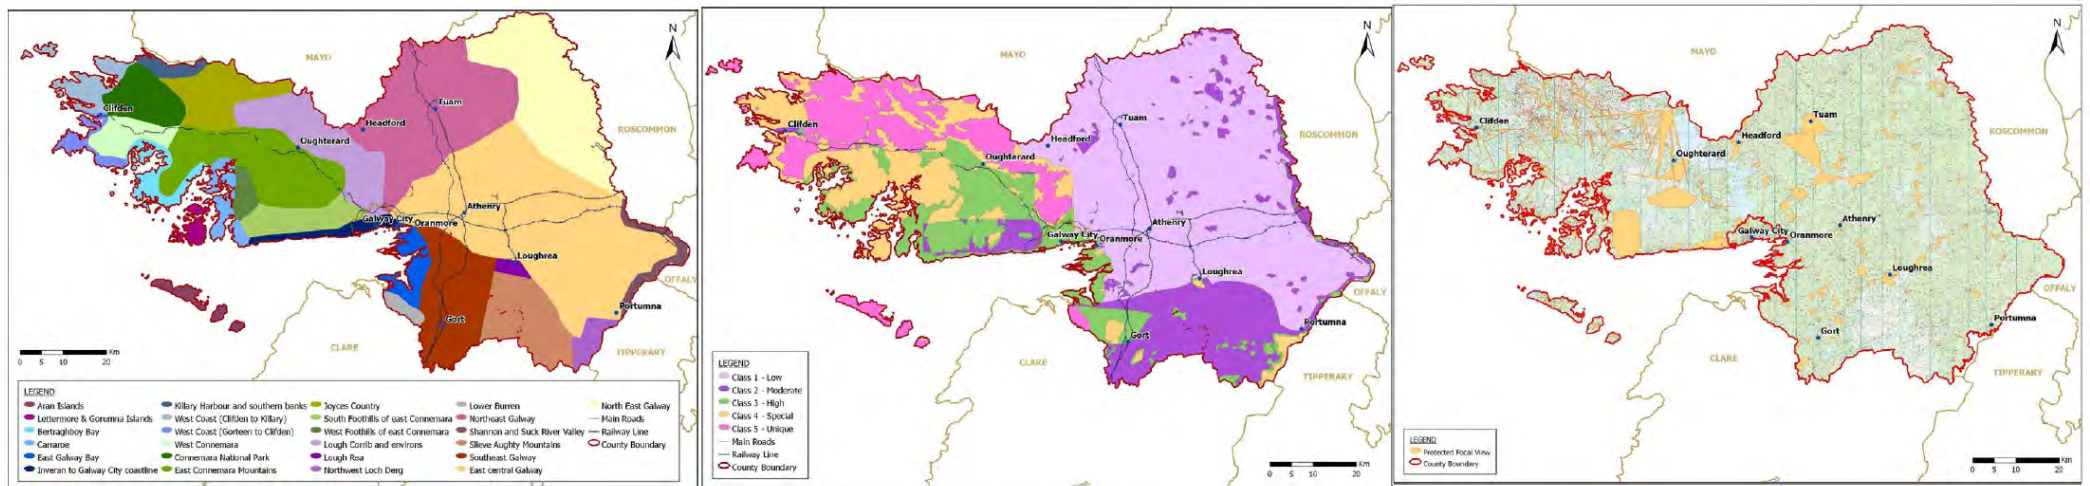 MAYO
N
Clifden
Tuam
Headford
ROSCOMMON
Oughterard
Athenry
Galway City
Oranmore
Loughrea
OFFALY
Portumna
Gort
CLARE
TIPPERARY
0 5 10 20 Km
LEGEND
Aran Islands
Lettermore & Gorumna Islands
Bertraghboy Bay
Carraroe
East Galway Bay
Inveran to Galway City coastline
Killary Harbour and southern banks
West Coast (Clifden to Killary)
West Coast (Gorteen to Clifden)
West Connemara
Connemara National Park
East Connemara Mountains
Joyces Country
South Foothills of east Connemara
West Foothills of east Connemara
Lough Corrib and environs
Lough Rea
Northwest Loch Derg
Lower Burren
Northeast Galway
Shannon and Suck River Valley
Slieve Aughty Mountains
Southeast Galway
East central Galway
North East Galway
Main Roads
Railway Line
County Boundary
MAYO
N
Clifden
Tuam
Headford
ROSCOMMON
Oughterard
Athenry
Galway City
Oranmore
Loughrea
OFFALY
Portumna
Gort
CLARE
TIPPERARY
LEGEND
Class 1 - Low
Class 2 - Moderate
Class 3 - High
Class 4 - Special
Class 5 - Unique
Main Roads
Railway Line
County Boundary
0 5 10 20 Km
MAYO
N
Clifden
Tuam
Headford
ROSCOMMON
Oughterard
Athenry
Galway City
Oranmore
Loughrea
OFFALY
Portumna
Gort
CLARE
TIPPERARY
LEGEND
Protected Focal View
County Boundary
0 5 10 20 Km